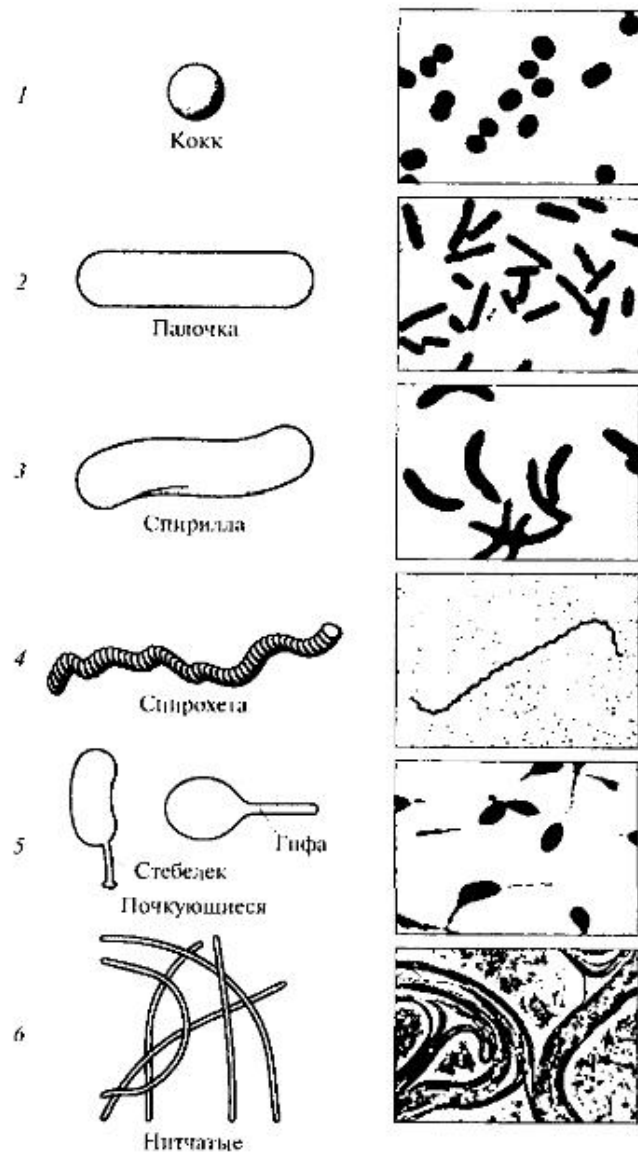 1
Кокк
2
Палочка
3
Спирилла
4
Спирохета
5
Гифа
Стебелек
Почкующиеся
6
Нитчатые